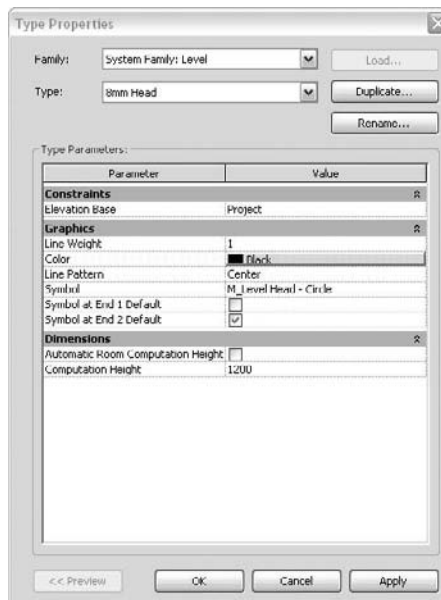 Type Properties
Family: System Family: Level Load...
Type: 8mm Head Duplicate...
Rename...
Type Parameters:
Parameter Value
Constraints
Elevation Base Project
Graphics
Line Weight 1
Color Black
Line Pattern Center
Symbol M_Level Head - Circle
Symbol at End 1 Default
Symbol at End 2 Default
Dimensions
Automatic Room Computation Height
Computation Height 1200
<< Preview OK Cancel Apply